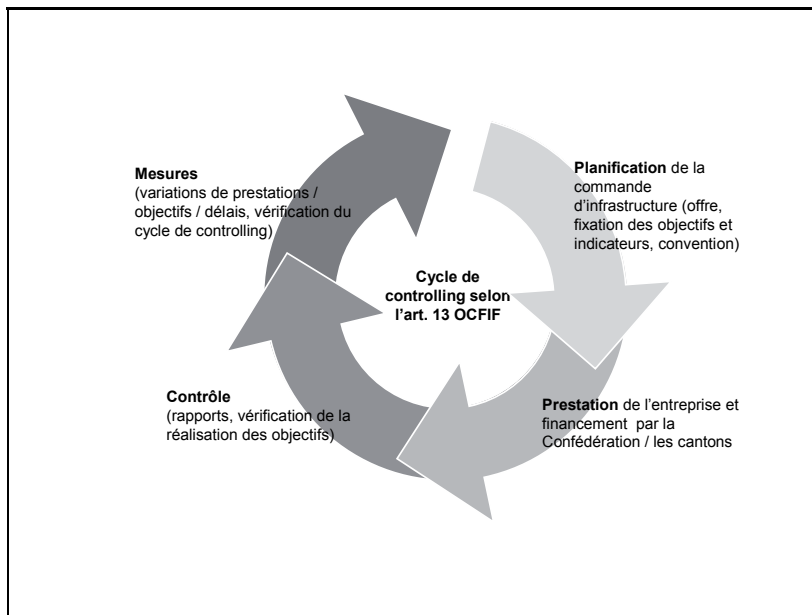 Mesures
(variations de prestations /
objectifs / délais, vérification du
cycle de controlling)
Planification de la
commande
d'infrastructure (offre,
fixation des objectifs et
indicateurs, convention)
Cycle de
controlling selon
l'art. 13 OCFIF
Contrôle
(rapports, vérification de la
réalisation des objectifs)
Prestation de l'entreprise et
financement par la
Confédération / les cantons